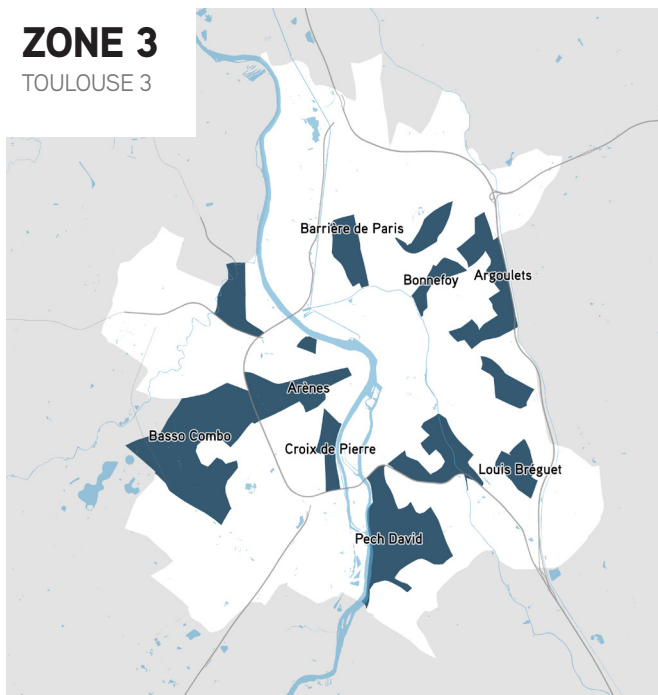 ZONE 3
TOULOUSE 3
Barrière de Paris
Bonnefoy
Argoulets
Arènes
Basso Combo
Croix de Pierre
Louis Bréguet
Pech David